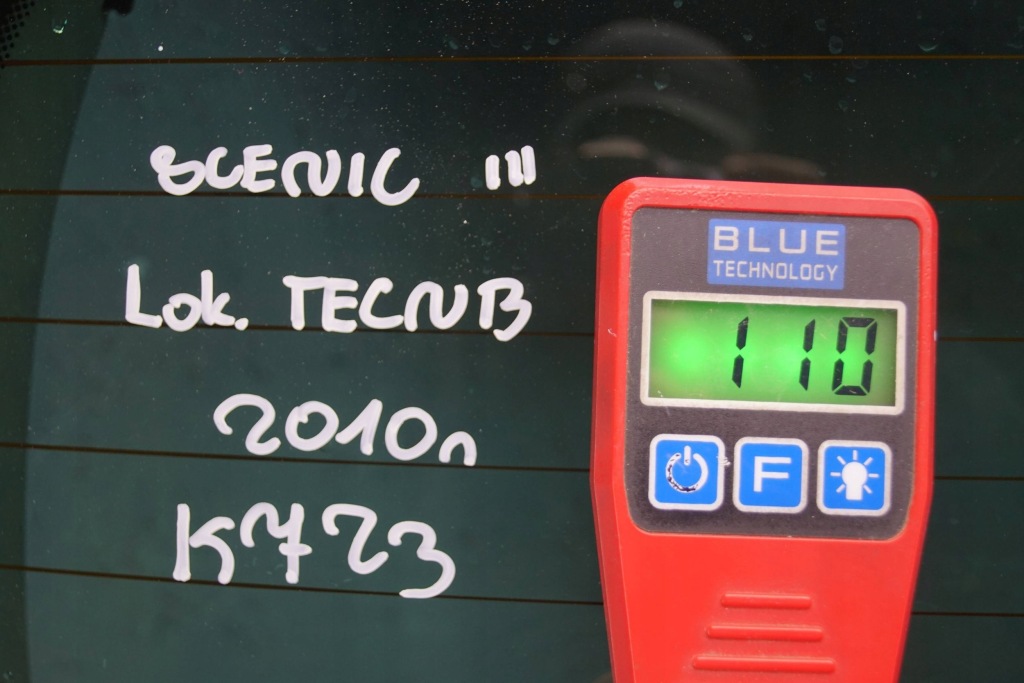 SCENIC III
Lok. TECNB
2010r
K723
BLUE
TECHNOLOGY
110
F